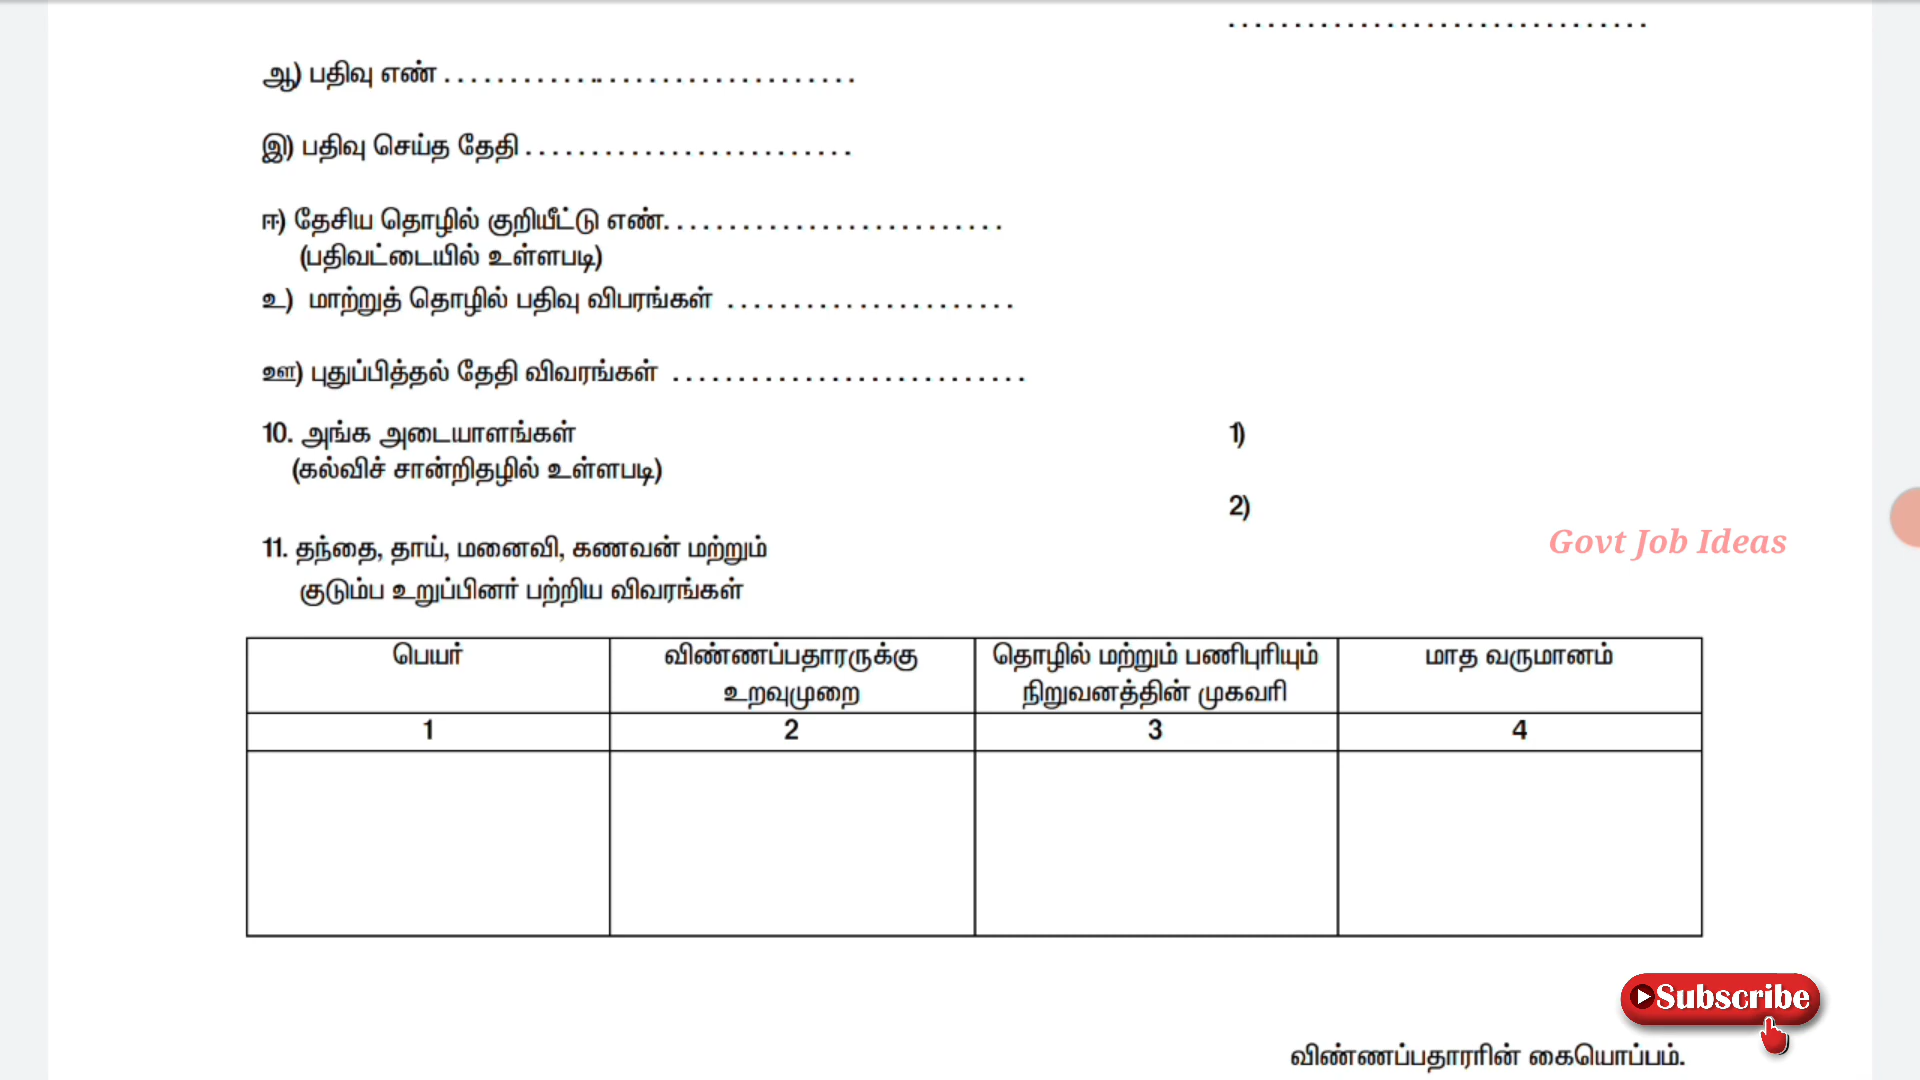 ..............................
ஆ) பதிவு எண் ................................
இ) பதிவு செய்த தேதி .........................
ஈ) தேசிய தொழில் குறியீட்டு எண்..........................
(பதிவட்டையில் உள்ளபடி)
உ) மாற்றுத் தொழில் பதிவு விபரங்கள் ......................
ஊ) புதுப்பித்தல் தேதி விவரங்கள் ...........................
10. அங்க அடையாளங்கள் 1)
(கல்விச் சான்றிதழில் உள்ளபடி)
2)
Govt Job Ideas
11. தந்தை, தாய், மனைவி, கணவன் மற்றும்
குடும்ப உறுப்பினர் பற்றிய விவரங்கள்
பெயர் விண்ணப்பதாரருக்கு தொழில் மற்றும் பணிபுரியும் மாத வருமானம்
உறவுமுறை நிறுவனத்தின் முகவரி
1 2 3 4
Subscribe
விண்ணப்பதாரரின் கையொப்பம்.